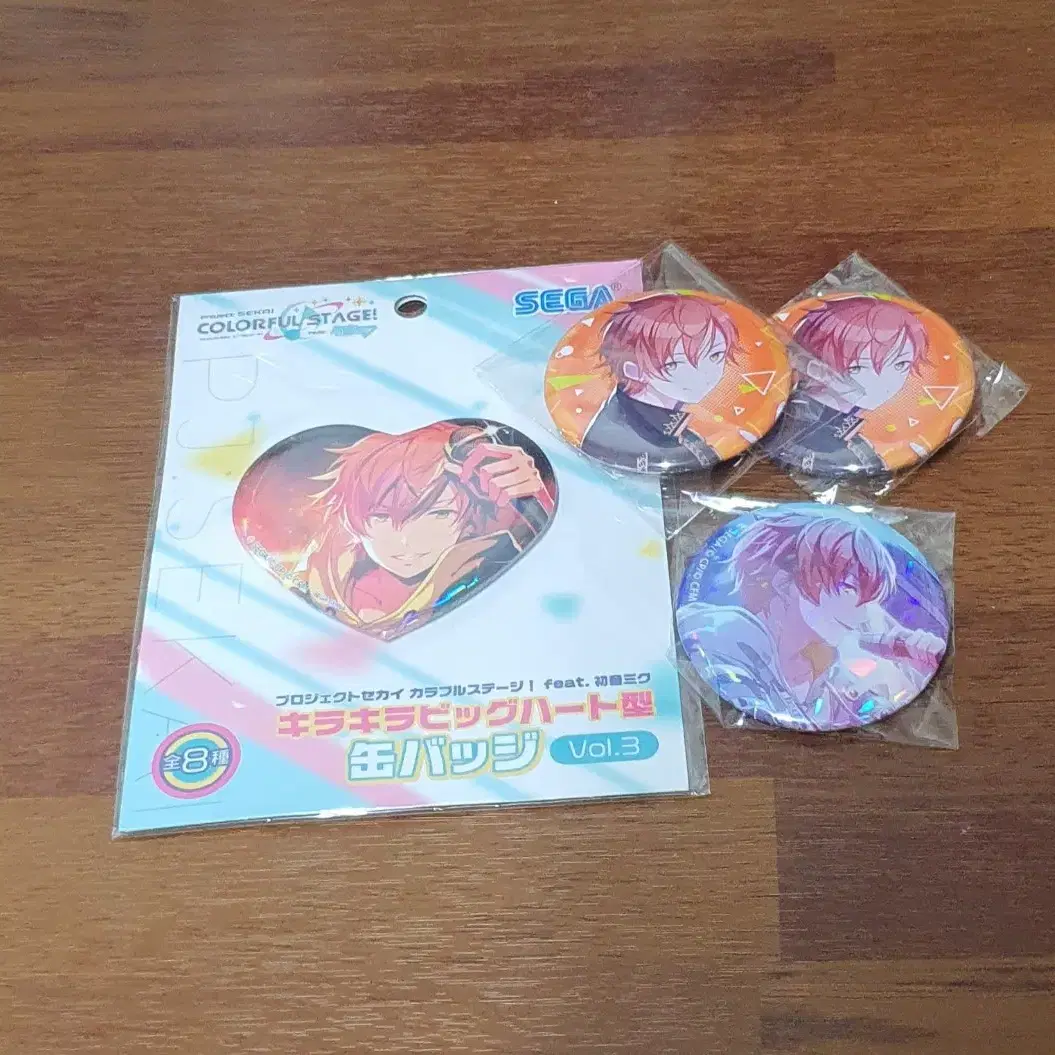 PROJECT SEKAI
COLORFUL STAGE!
SEGA®
PJSEKAI
プロジェクトセカイ カラフルステージ! feat. 初音ミク
キラキラビッグハート型
缶バッジ Vol.3
全8種